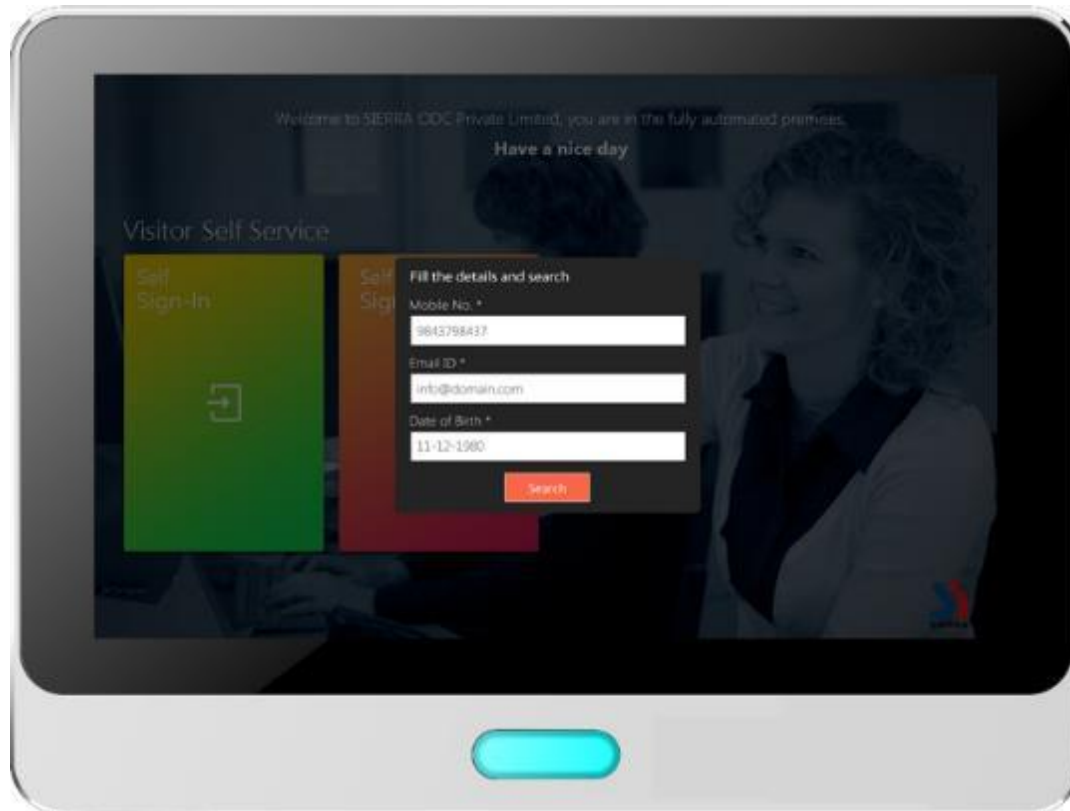 Welcome to SIERRA ODC Private Limited, you are in the fully automated premises.
Have a nice day
Visitor Self Service
Self
Sign-In
Self
Sig
Fill the details and search
Mobile No. *
9843798437
Email ID *
info@domain.com
Date of Birth *
11-12-1980
Search